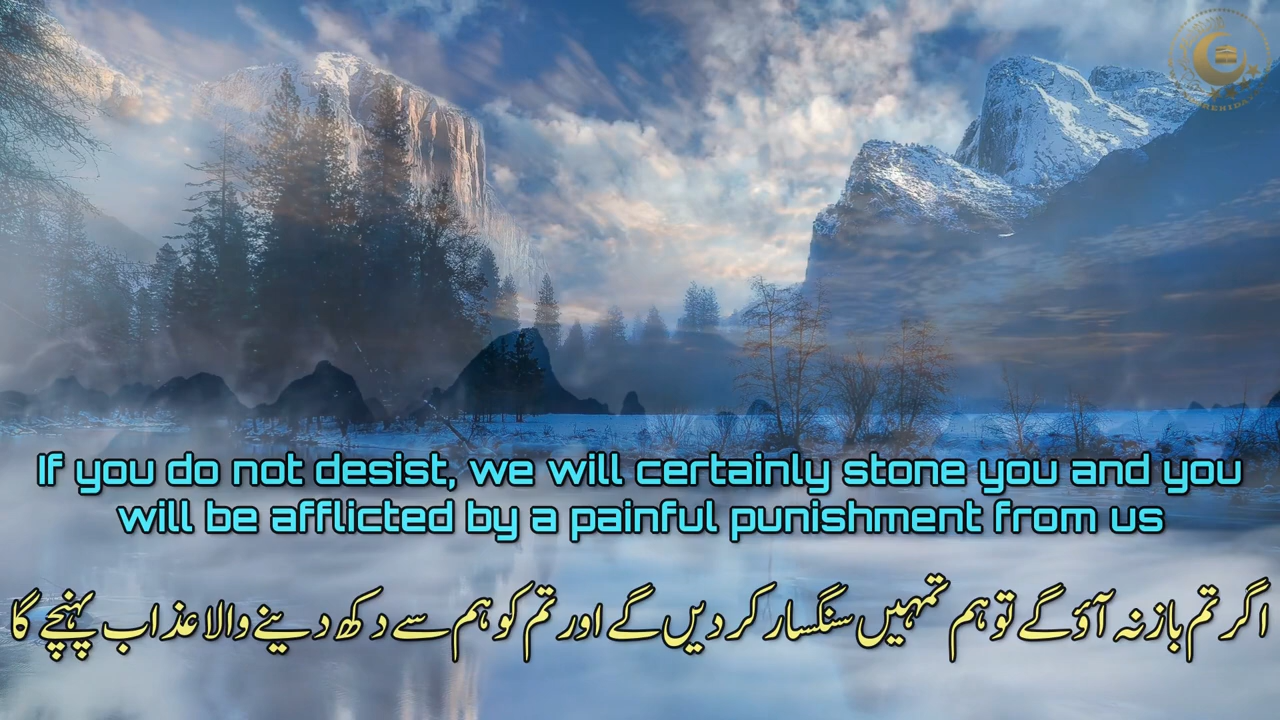 If you do not desist, we will certainly stone you and you
will be afflicted by a painful punishment from us
اگر تم باز نہ آؤ گے تو ہم تمہیں سنگسار کر دیں گے اور تم کو ہم سے دکھ دینے والا عذاب پہنچے گا